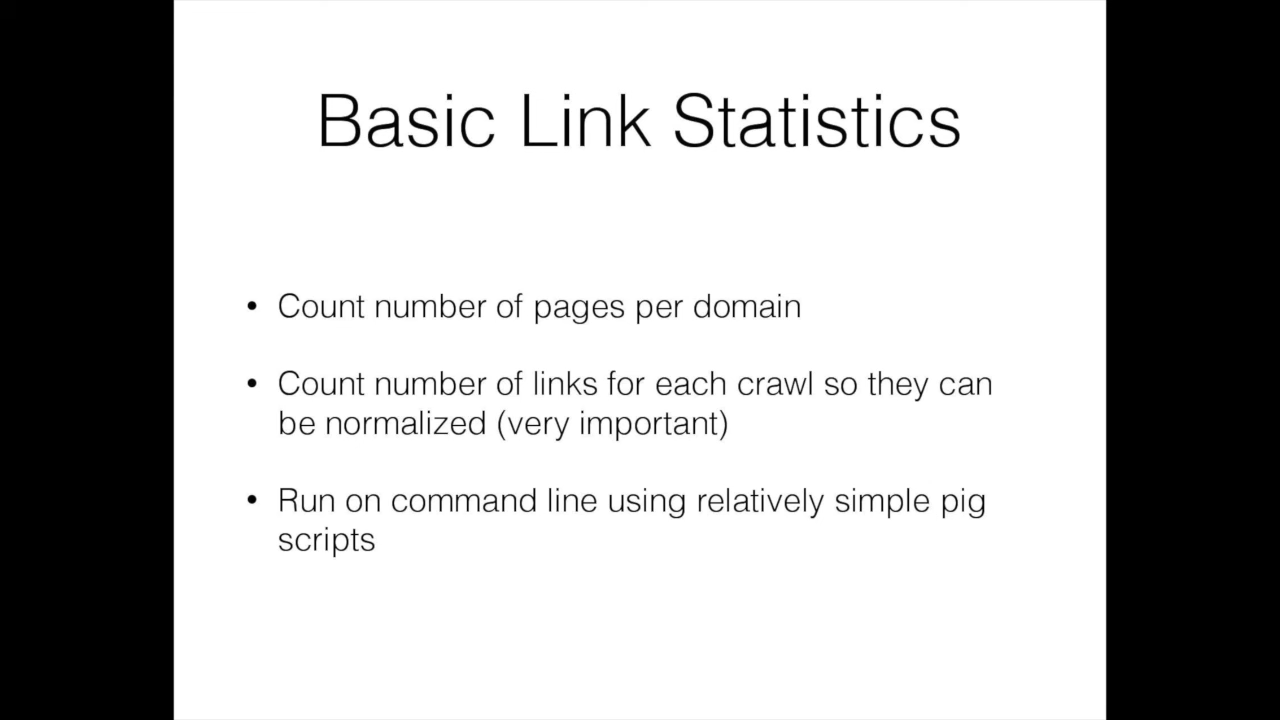 Basic Link Statistics
• Count number of pages per domain
• Count number of links for each crawl so they can
be normalized (very important)
• Run on command line using relatively simple pig
scripts